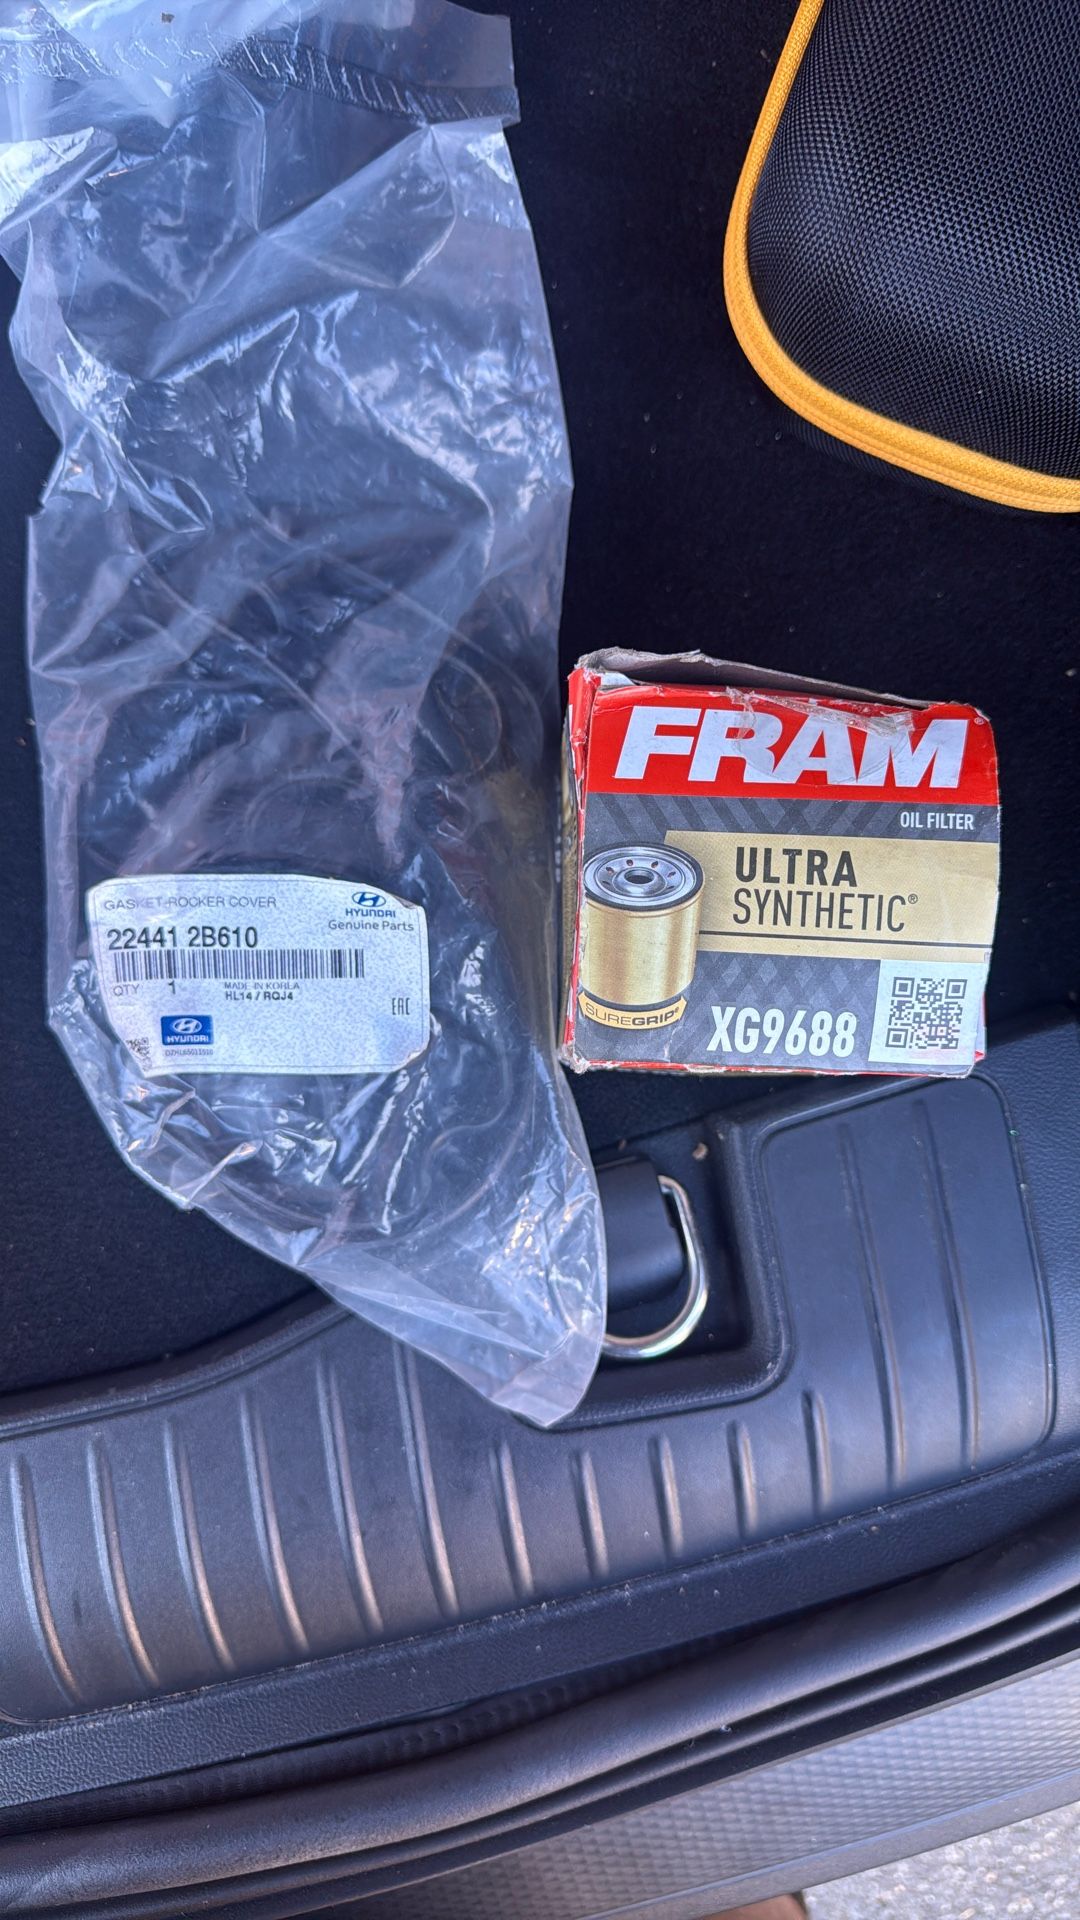 GASKET-ROCKER COVER
HYUNDAI
Genuine Parts
22441 2B610
QTY 1
MADE IN KOREA
HL14 / RQJ4
EAC
HYUNDAI
FRAM®
OIL FILTER
ULTRA
SYNTHETIC®
SUREGRIP®
XG9688